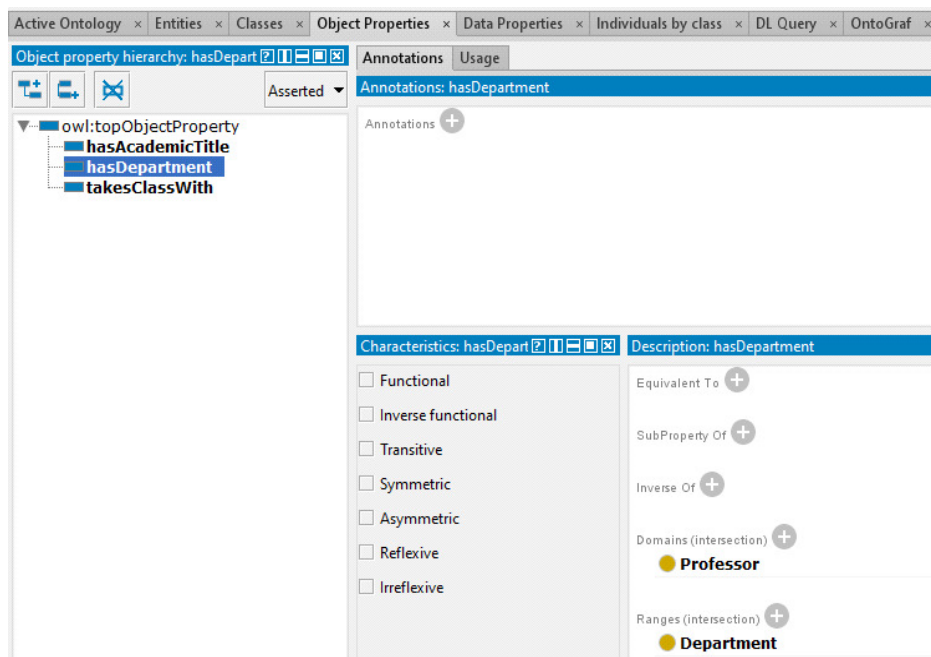 Active Ontology × Entities × Classes × Object Properties × Data Properties × Individuals by class × DL Query × OntoGraf ×
Object property hierarchy: hasDepart
Annotations Usage
Asserted
Annotations: hasDepartment
Annotations
owl:topObjectProperty
hasAcademicTitle
hasDepartment
takesClassWith
Characteristics: hasDepart
Description: hasDepartment
Functional
Inverse functional
Transitive
Symmetric
Asymmetric
Reflexive
Irreflexive
Equivalent To
SubProperty Of
Inverse Of
Domains (intersection)
Professor
Ranges (intersection)
Department